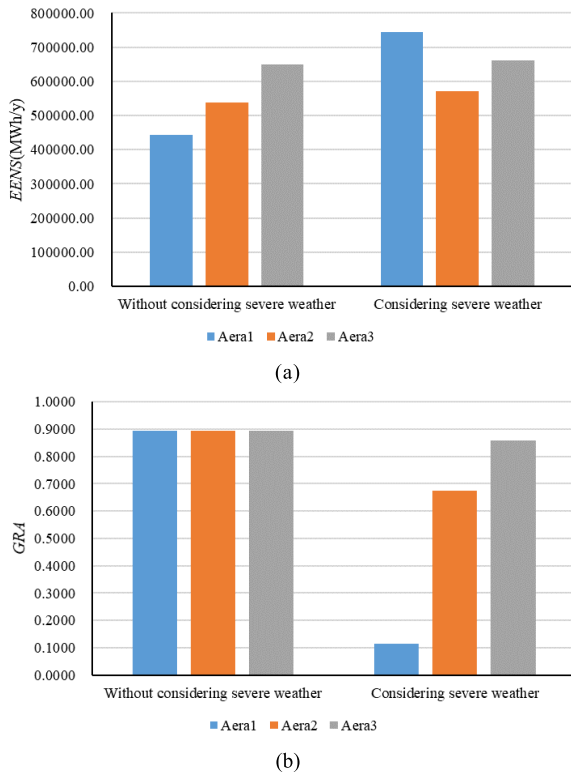 800000.00
700000.00
600000.00
500000.00
400000.00
300000.00
200000.00
100000.00
0.00
EENS(MWh/y)
Without considering severe weather Considering severe weather
Aera1 Aera2 Aera3
(a)
1.0000
0.9000
0.8000
0.7000
0.6000
0.5000
0.4000
0.3000
0.2000
0.1000
0.0000
GRA
Without considering severe weather Considering severe weather
Aera1 Aera2 Aera3
(b)